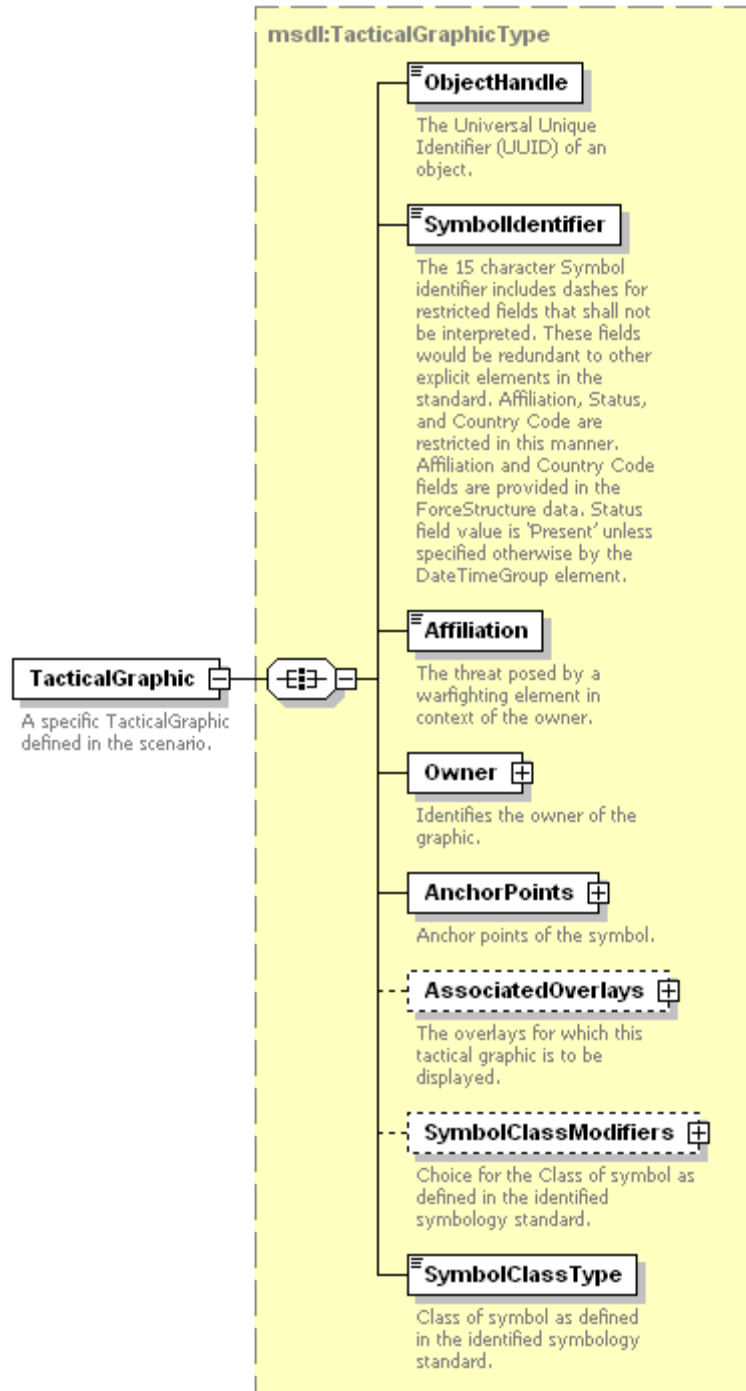 msdl:TacticalGraphicType
ObjectHandle
The Universal Unique
Identifier (UUID) of an
object.
SymbolIdentifier
The 15 character Symbol
identifier includes dashes for
restricted fields that shall not
be interpreted. These fields
would be redundant to other
explicit elements in the
standard. Affiliation, Status,
and Country Code are
restricted in this manner.
Affiliation and Country Code
fields are provided in the
ForceStructure data. Status
field value is 'Present' unless
specified otherwise by the
DateTimeGroup element.
Affiliation
The threat posed by a
warfighting element in
context of the owner.
TacticalGraphic
A specific TacticalGraphic
defined in the scenario.
Owner
Identifies the owner of the
graphic.
AnchorPoints
Anchor points of the symbol.
AssociatedOverlays
The overlays for which this
tactical graphic is to be
displayed.
SymbolClassModifiers
Choice for the Class of symbol as
defined in the identified
symbology standard.
SymbolClassType
Class of symbol as defined
in the identified symbology
standard.